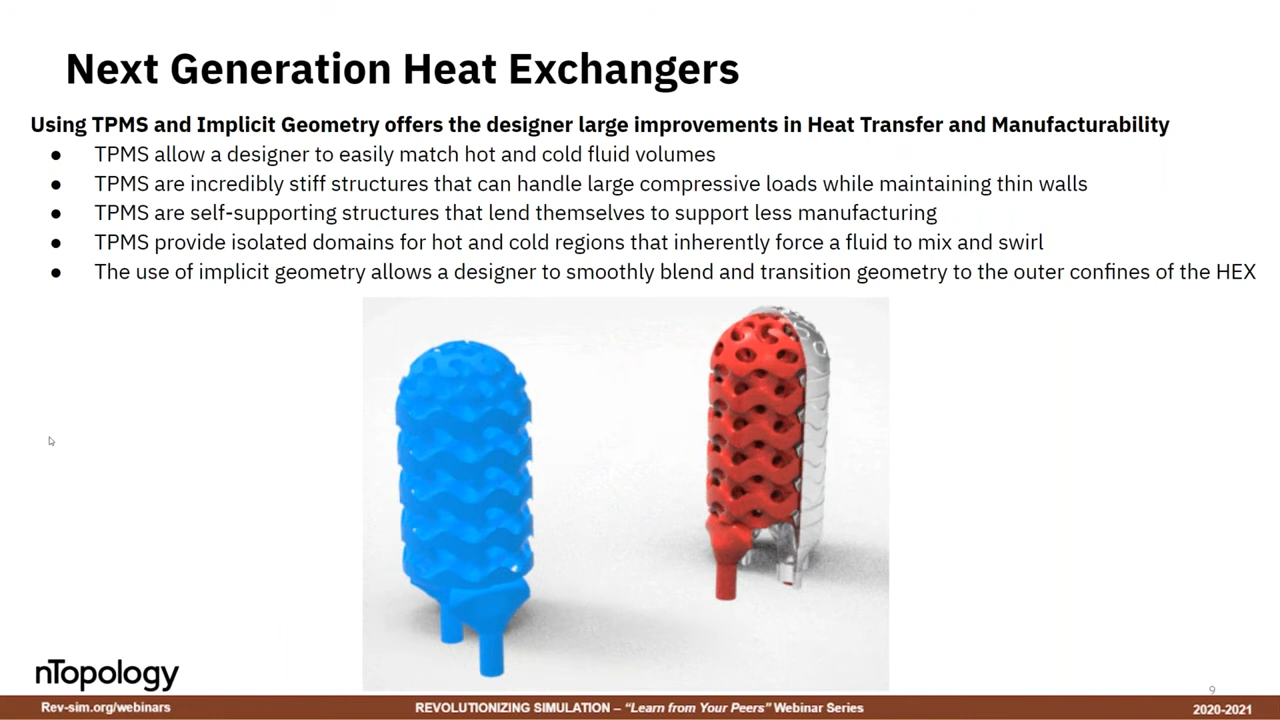 Next Generation Heat Exchangers
Using TPMS and Implicit Geometry offers the designer large improvements in Heat Transfer and Manufacturability
● TPMS allow a designer to easily match hot and cold fluid volumes
● TPMS are incredibly stiff structures that can handle large compressive loads while maintaining thin walls
● TPMS are self-supporting structures that lend themselves to support less manufacturing
● TPMS provide isolated domains for hot and cold regions that inherently force a fluid to mix and swirl
● The use of implicit geometry allows a designer to smoothly blend and transition geometry to the outer confines of the HEX
nTopology
9
Rev-sim.org/webinars
REVOLUTIONIZING SIMULATION – “Learn from Your Peers” Webinar Series
2020-2021